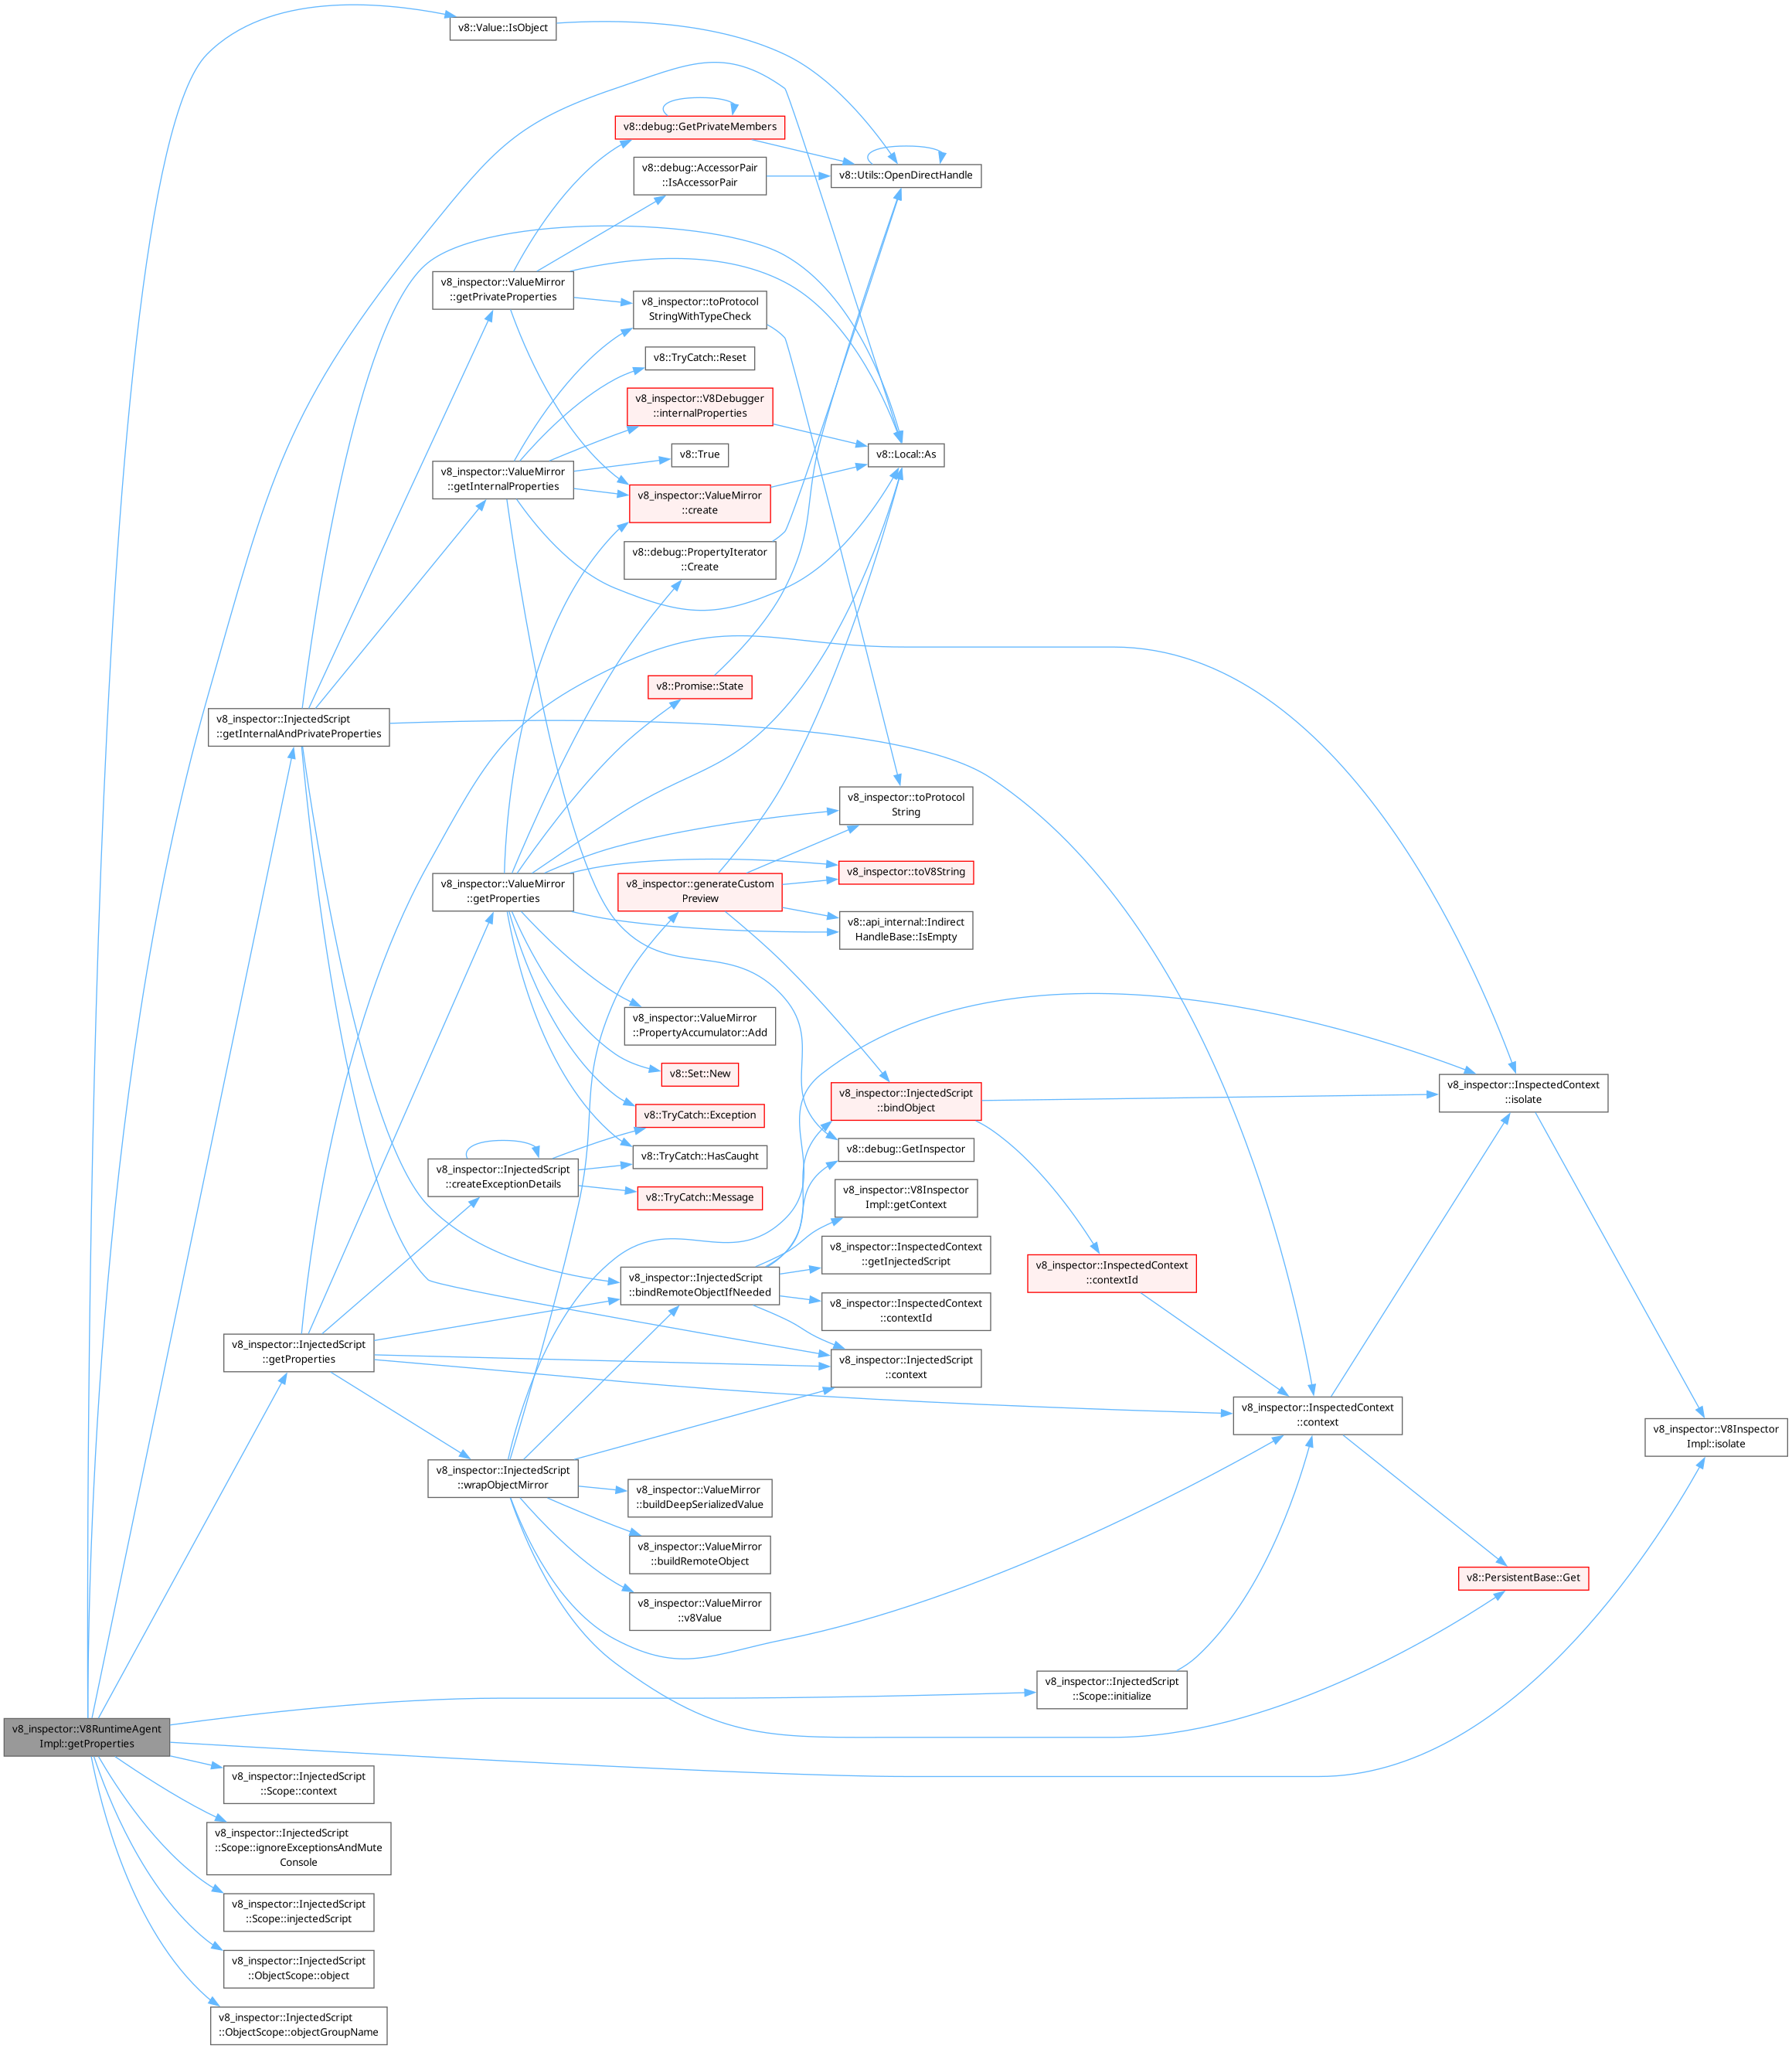 v8::Value::IsObject
v8::debug::GetPrivateMembers
v8::debug::AccessorPair
::IsAccessorPair
v8::Utils::OpenDirectHandle
v8_inspector::ValueMirror
::getPrivateProperties
v8_inspector::toProtocol
StringWithTypeCheck
v8::TryCatch::Reset
v8_inspector::V8Debugger
::internalProperties
v8::True
v8::Local::As
v8_inspector::ValueMirror
::getInternalProperties
v8_inspector::ValueMirror
::create
v8::debug::PropertyIterator
::Create
v8::Promise::State
v8_inspector::InjectedScript
::getInternalAndPrivateProperties
v8_inspector::toProtocol
String
v8_inspector::toV8String
v8_inspector::ValueMirror
::getProperties
v8_inspector::generateCustom
Preview
v8::api_internal::Indirect
HandleBase::IsEmpty
v8_inspector::ValueMirror
::PropertyAccumulator::Add
v8::Set::New
v8_inspector::InspectedContext
::isolate
v8_inspector::InjectedScript
::bindObject
v8::TryCatch::Exception
v8::TryCatch::HasCaught
v8::debug::GetInspector
v8_inspector::InjectedScript
::createExceptionDetails
v8::TryCatch::Message
v8_inspector::V8Inspector
Impl::getContext
v8_inspector::InspectedContext
::getInjectedScript
v8_inspector::InspectedContext
::contextId
v8_inspector::InjectedScript
::bindRemoteObjectIfNeeded
v8_inspector::InspectedContext
::contextId
v8_inspector::InjectedScript
::getProperties
v8_inspector::InjectedScript
::context
v8_inspector::InspectedContext
::context
v8_inspector::V8Inspector
Impl::isolate
v8_inspector::InjectedScript
::wrapObjectMirror
v8_inspector::ValueMirror
::buildDeepSerializedValue
v8_inspector::ValueMirror
::buildRemoteObject
v8::PersistentBase::Get
v8_inspector::ValueMirror
::v8Value
v8_inspector::InjectedScript
::Scope::initialize
v8_inspector::V8RuntimeAgent
Impl::getProperties
v8_inspector::InjectedScript
::Scope::context
v8_inspector::InjectedScript
::Scope::ignoreExceptionsAndMute
Console
v8_inspector::InjectedScript
::Scope::injectedScript
v8_inspector::InjectedScript
::ObjectScope::object
v8_inspector::InjectedScript
::ObjectScope::objectGroupName